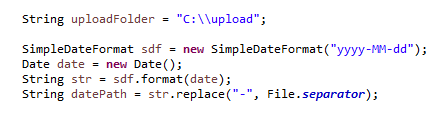 String uploadFolder = "C:\\upload";
SimpleDateFormat sdf = new SimpleDateFormat("yyyy-MM-dd");
Date date = new Date();
String str = sdf.format(date);
String datePath = str.replace("-", File.separator);